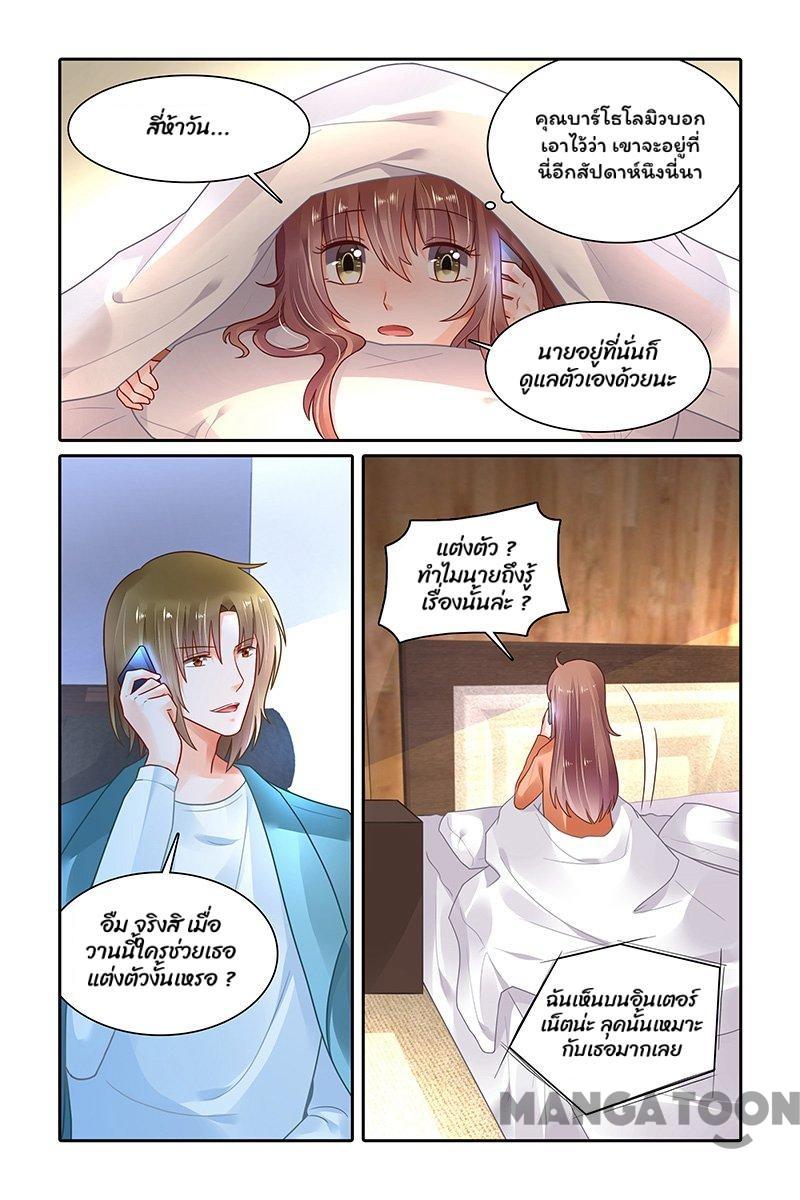 สี่ห้าวัน...
คุณบาร์โธโลมิวบอก
เอาไว้ว่า เขาจะอยู่ที่
นี่อีกสัปดาห์นึงนี่นา
นายอยู่ที่นั่นก็
ดูแลตัวเองด้วยนะ
อืม จริงสิ เมื่อ
วานนี้ใครช่วยเธอ
แต่งตัวงั้นเหรอ ?
แต่งตัว ?
ทำไมนายถึงรู้
เรื่องนั้นล่ะ ?
ฉันเห็นบนอินเตอร์
เน็ตน่ะ ลุคนั้นเหมาะ
กับเธอมากเลย
MANGATOON